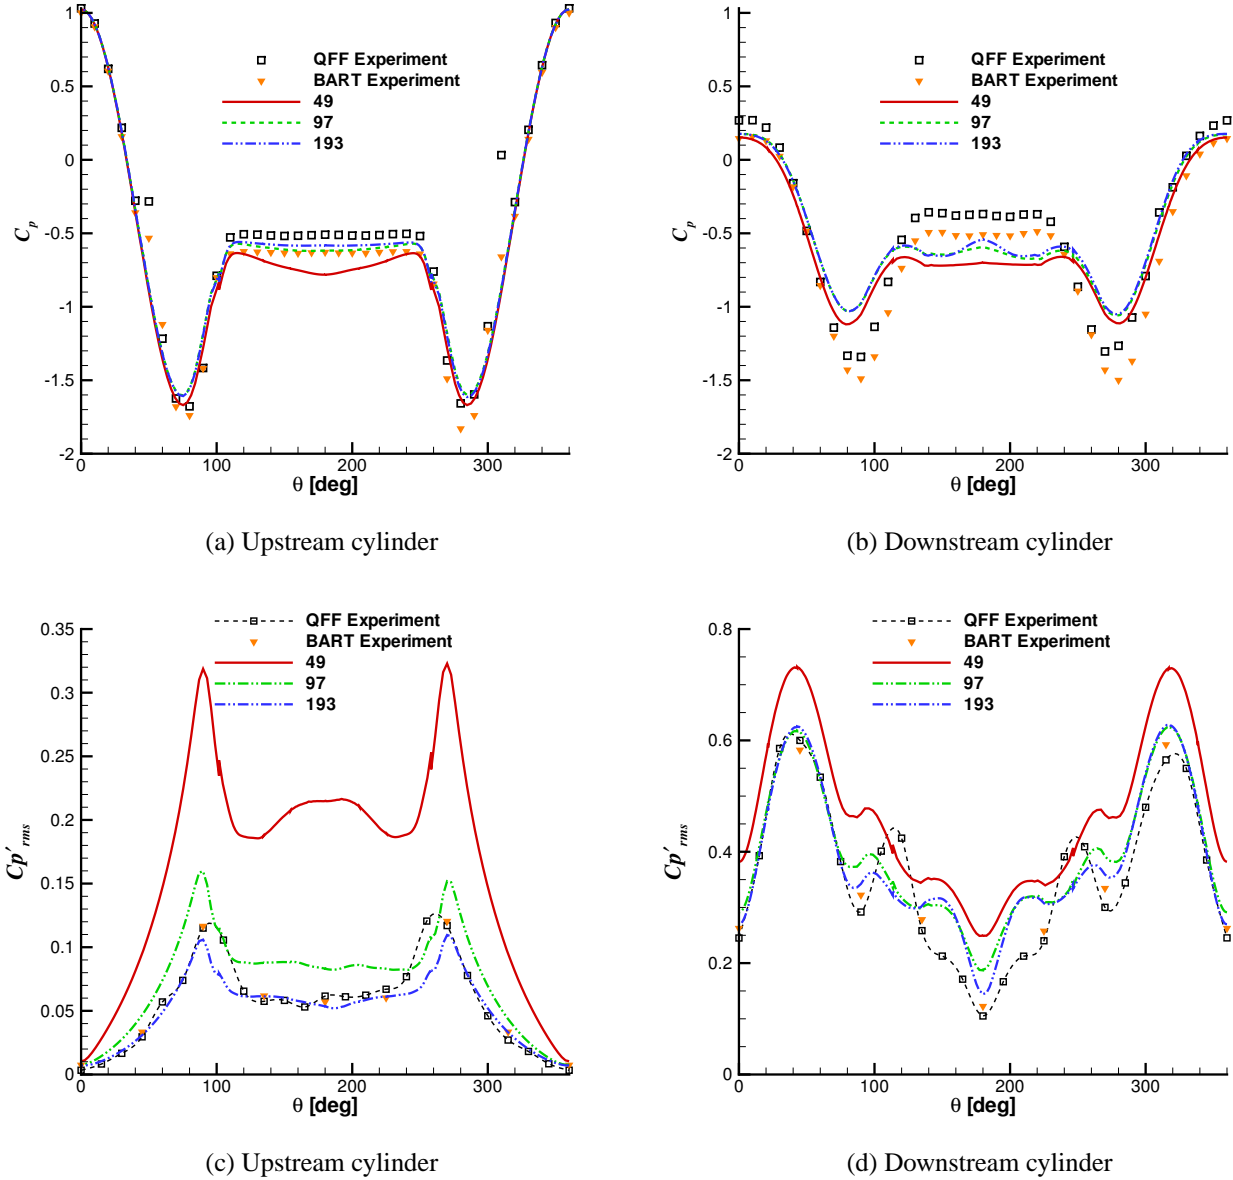 1
0.5
0
-0.5
-1
-1.5
-2
C_p
QFF Experiment
BART Experiment
49
97
193
0 100 200 300
θ [deg]
(a) Upstream cylinder
1
0.5
0
-0.5
-1
-1.5
-2
C_p
QFF Experiment
BART Experiment
49
97
193
0 100 200 300
θ [deg]
(b) Downstream cylinder
0.35
0.3
0.25
0.2
0.15
0.1
0.05
0
Cp′_rms
QFF Experiment
BART Experiment
49
97
193
0 100 200 300
θ [deg]
(c) Upstream cylinder
0.8
0.6
0.4
0.2
0
Cp′_rms
QFF Experiment
BART Experiment
49
97
193
0 100 200 300
θ [deg]
(d) Downstream cylinder